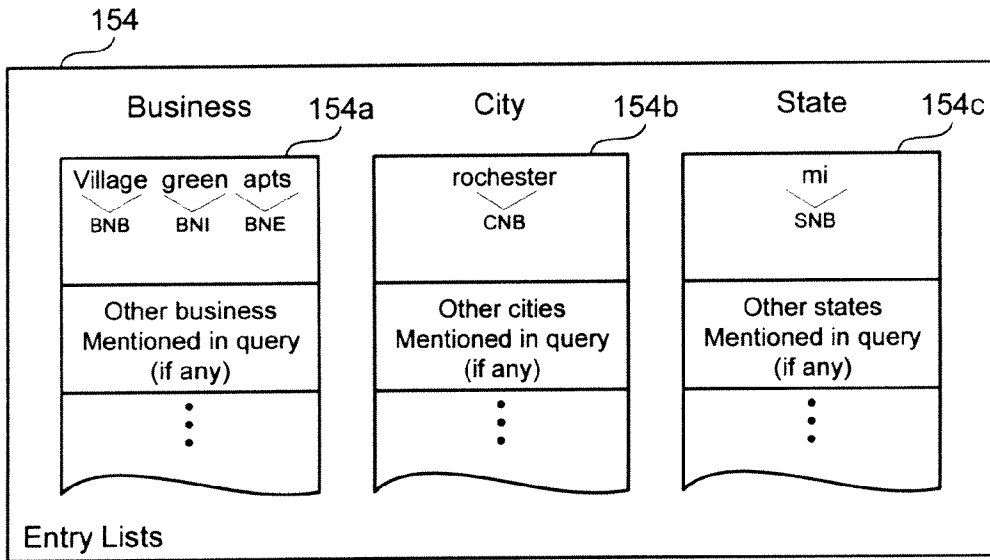 154
Business
154a
City
154b
State
154c
Village green apts
BNB BNI BNE
rochester
CNB
mi
SNB
Other business
Mentioned in query
(if any)
Other cities
Mentioned in query
(if any)
Other states
Mentioned in query
(if any)
Entry Lists